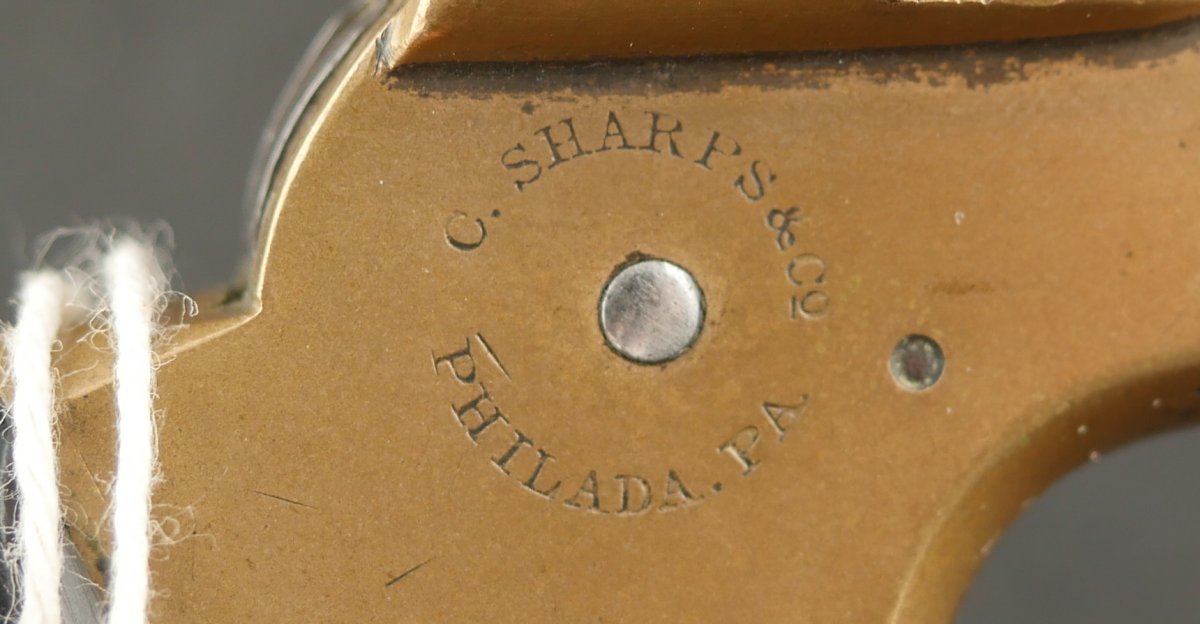 C. SHARPS & Co
PHILADA. PA.